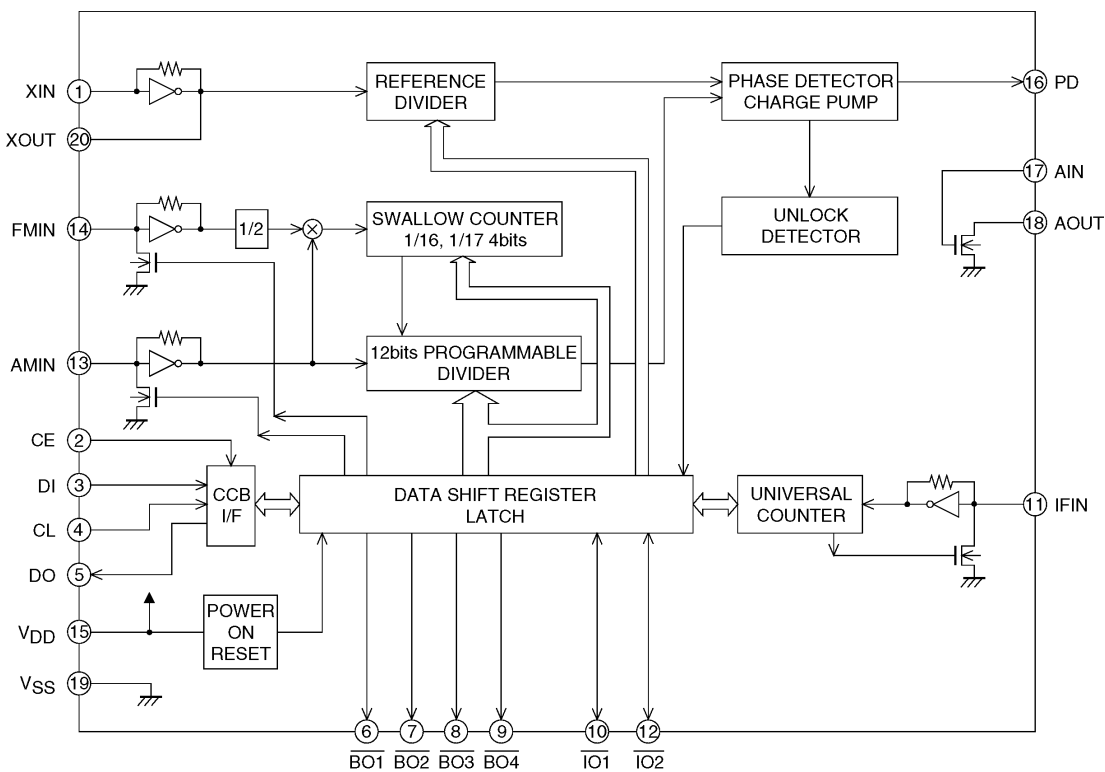 XIN 1
REFERENCE
DIVIDER
PHASE DETECTOR
CHARGE PUMP
16 PD
XOUT 20
17 AIN
FMIN 14
1/2
×
SWALLOW COUNTER
1/16, 1/17 4bits
UNLOCK
DETECTOR
18 AOUT
AMIN 13
12bits PROGRAMMABLE
DIVIDER
CE 2
DI 3
CCB
I/F
DATA SHIFT REGISTER
LATCH
UNIVERSAL
COUNTER
11 IFIN
CL 4
DO 5
VDD 15
POWER
ON
RESET
VSS 19
6 7 8 9 10 12
BO1 BO2 BO3 BO4 IO1 IO2